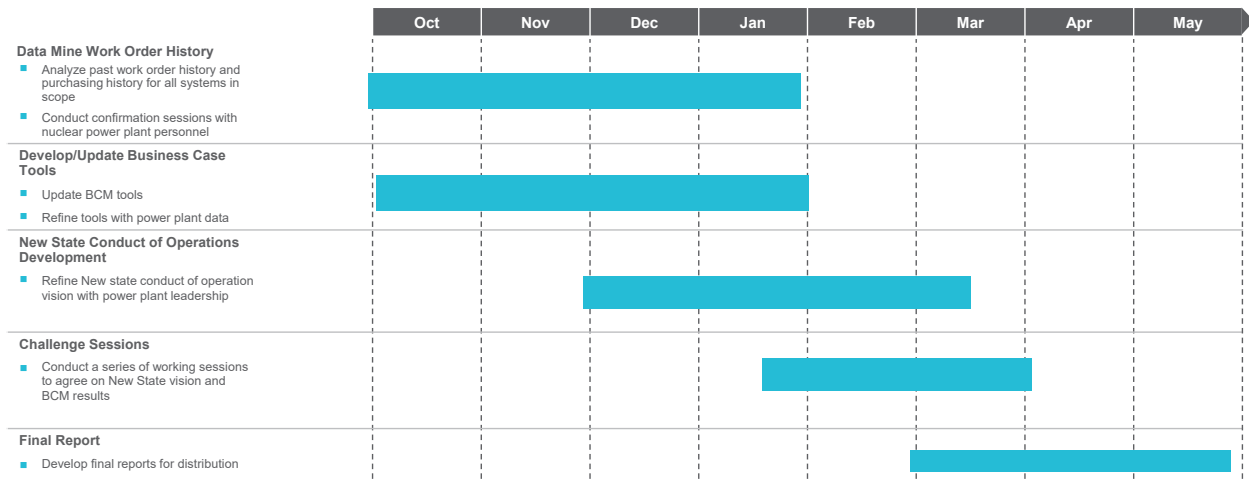 Oct Nov Dec Jan Feb Mar Apr May
Data Mine Work Order History
Analyze past work order history and
purchasing history for all systems in
scope
Conduct confirmation sessions with
nuclear power plant personnel
Develop/Update Business Case
Tools
Update BCM tools
Refine tools with power plant data
New State Conduct of Operations
Development
Refine New state conduct of operation
vision with power plant leadership
Challenge Sessions
Conduct a series of working sessions
to agree on New State vision and
BCM results
Final Report
Develop final reports for distribution